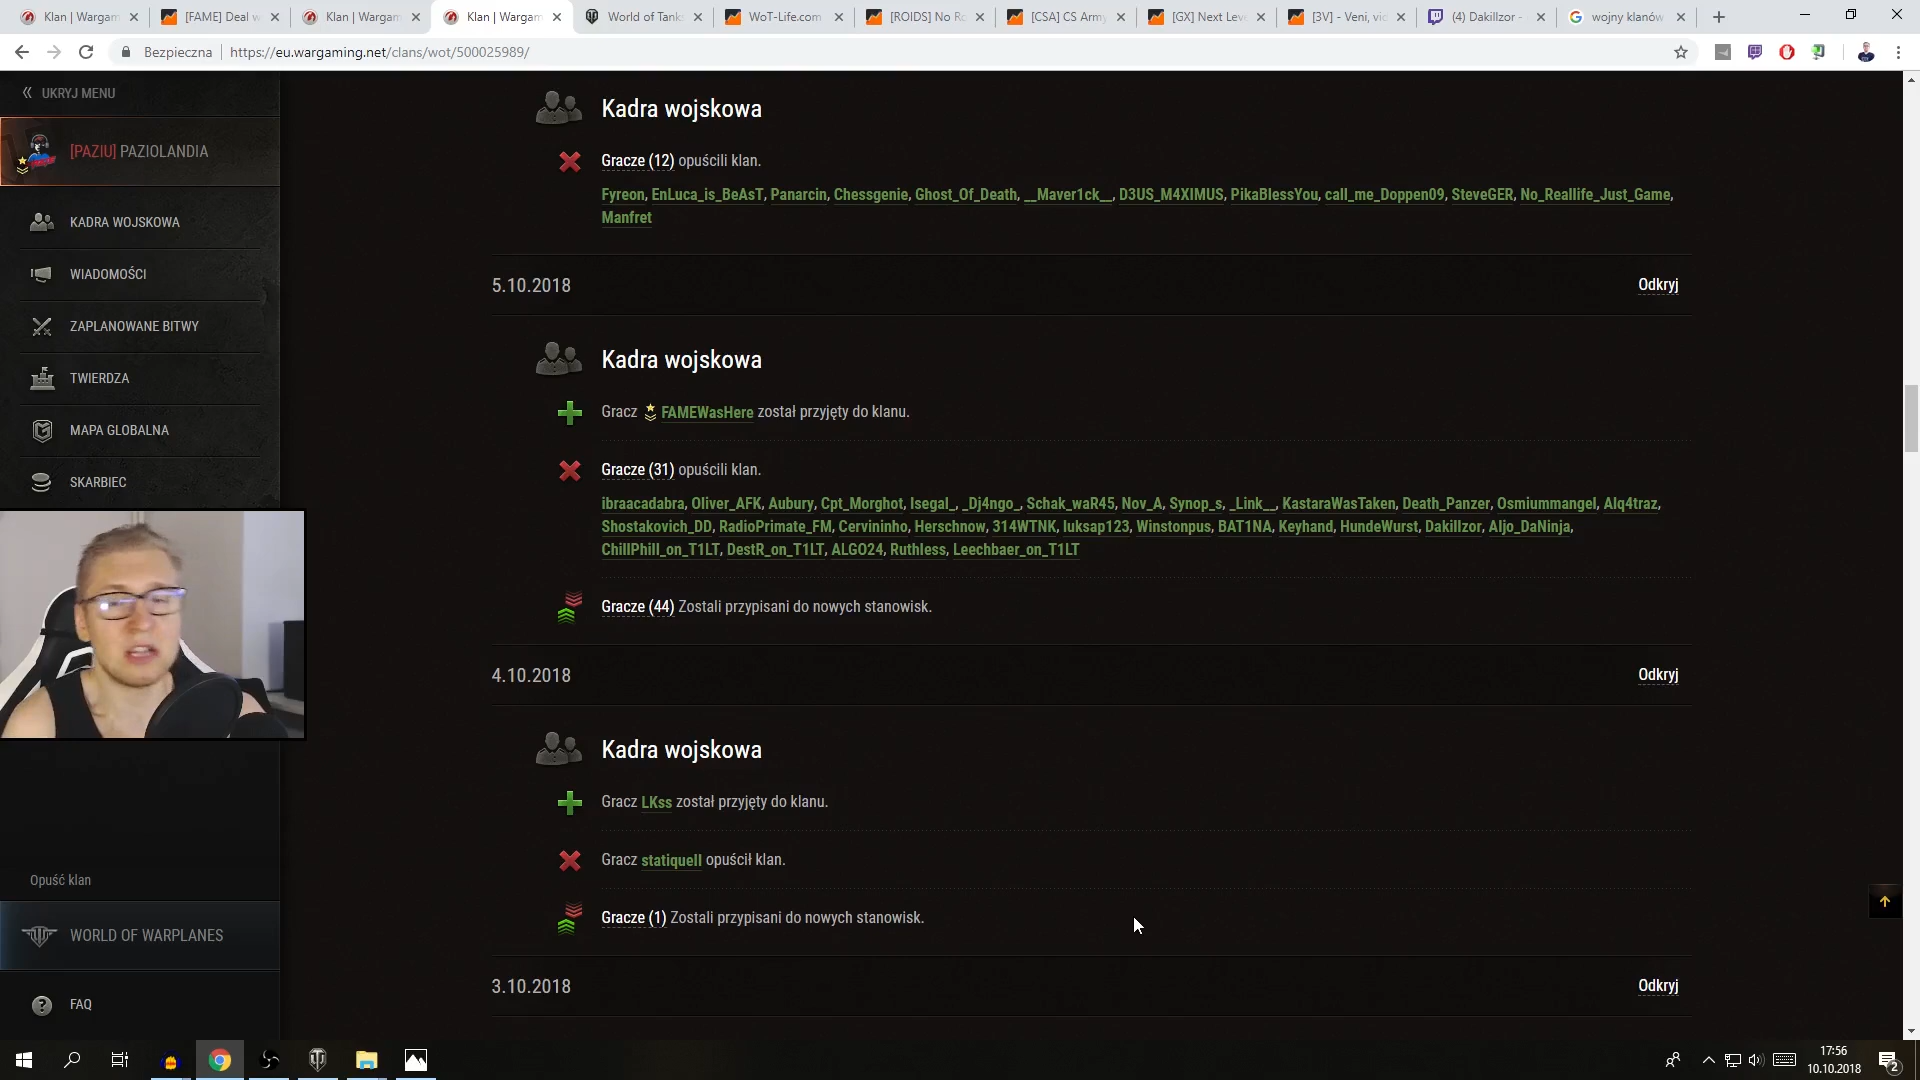 Klan | Wargam
[FAME] Deal w
Klan | Wargam
Klan | Wargam
World of Tank
WoT-Life.com
[ROIDS] No R
[CSA] CS Army
[GX] Next Lev
[3V] - Veni, vic
(4) Dakillzor -
wojny klanów
Bezpieczna
https://eu.wargaming.net/clans/wot/500025989/
UKRYJ MENU
[PAZIU] PAZIOLANDIA
KADRA WOJSKOWA
WIADOMOŚCI
ZAPLANOWANE BITWY
TWIERDZA
MAPA GLOBALNA
SKARBIEC
Opuść klan
WORLD OF WARPLANES
FAQ
Kadra wojskowa
Gracze (12) opuścili klan.
Fyreon, EnLuca_is_BeAsT, Panarcin, Chessgenie, Ghost_Of_Death, __Maver1ck__, D3US_M4XIMUS, PikaBlessYou, call_me_Doppen09, SteveGER, No_Reallife_Just_Game,
Manfret
5.10.2018 Odkryj
Kadra wojskowa
Gracz FAMEWasHere został przyjęty do klanu.
Gracze (31) opuścili klan.
ibraacadabra, Oliver_AFK, Aubury, Cpt_Morghot, Isegal_, _Dj4ngo_, Schak_waR45, Nov_A, Synop_s, _Link__, KastaraWasTaken, Death_Panzer, Osmiummangel, Alq4traz,
Shostakovich_DD, RadioPrimate_FM, Cervininho, Herschnow, 314WTNK, luksap123, Winstonpus, BAT1NA, Keyhand, HundeWurst, Dakillzor, Aljo_DaNinja,
ChillPhill_on_T1LT, DestR_on_T1LT, ALGO24, Ruthless, Leechbaer_on_T1LT
Gracze (44) Zostali przypisani do nowych stanowisk.
4.10.2018 Odkryj
Kadra wojskowa
Gracz LKss został przyjęty do klanu.
Gracz statiquell opuścił klan.
Gracze (1) Zostali przypisani do nowych stanowisk.
3.10.2018 Odkryj
17:56
10.10.2018
2